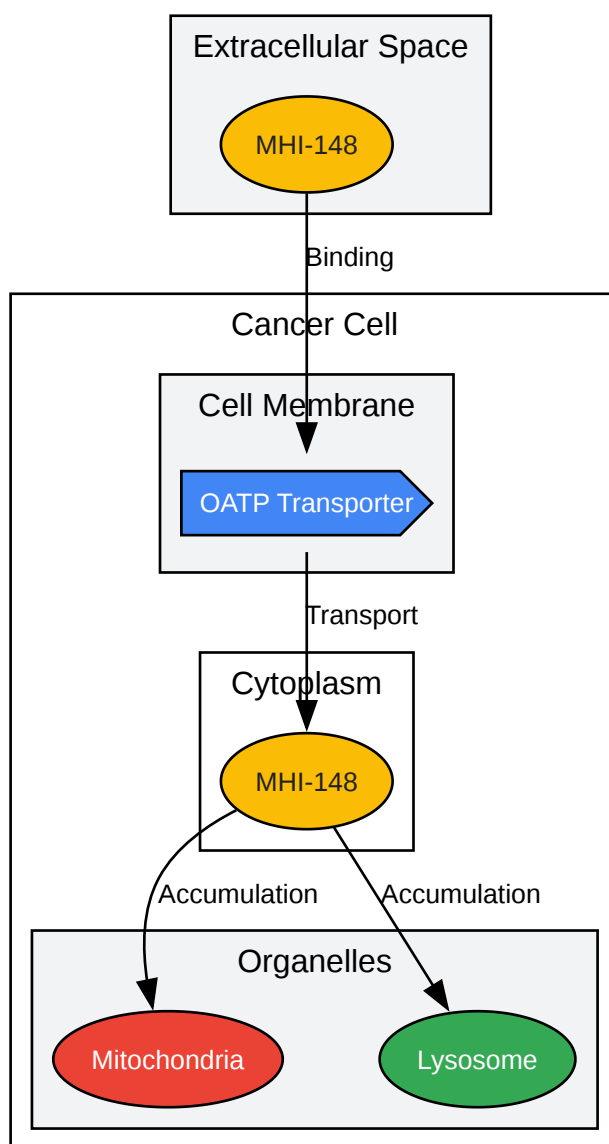 Extracellular Space
MHI-148
Binding
Cancer Cell
Cell Membrane
OATP Transporter
Transport
Cytoplasm
MHI-148
Accumulation
Accumulation
Organelles
Mitochondria
Lysosome